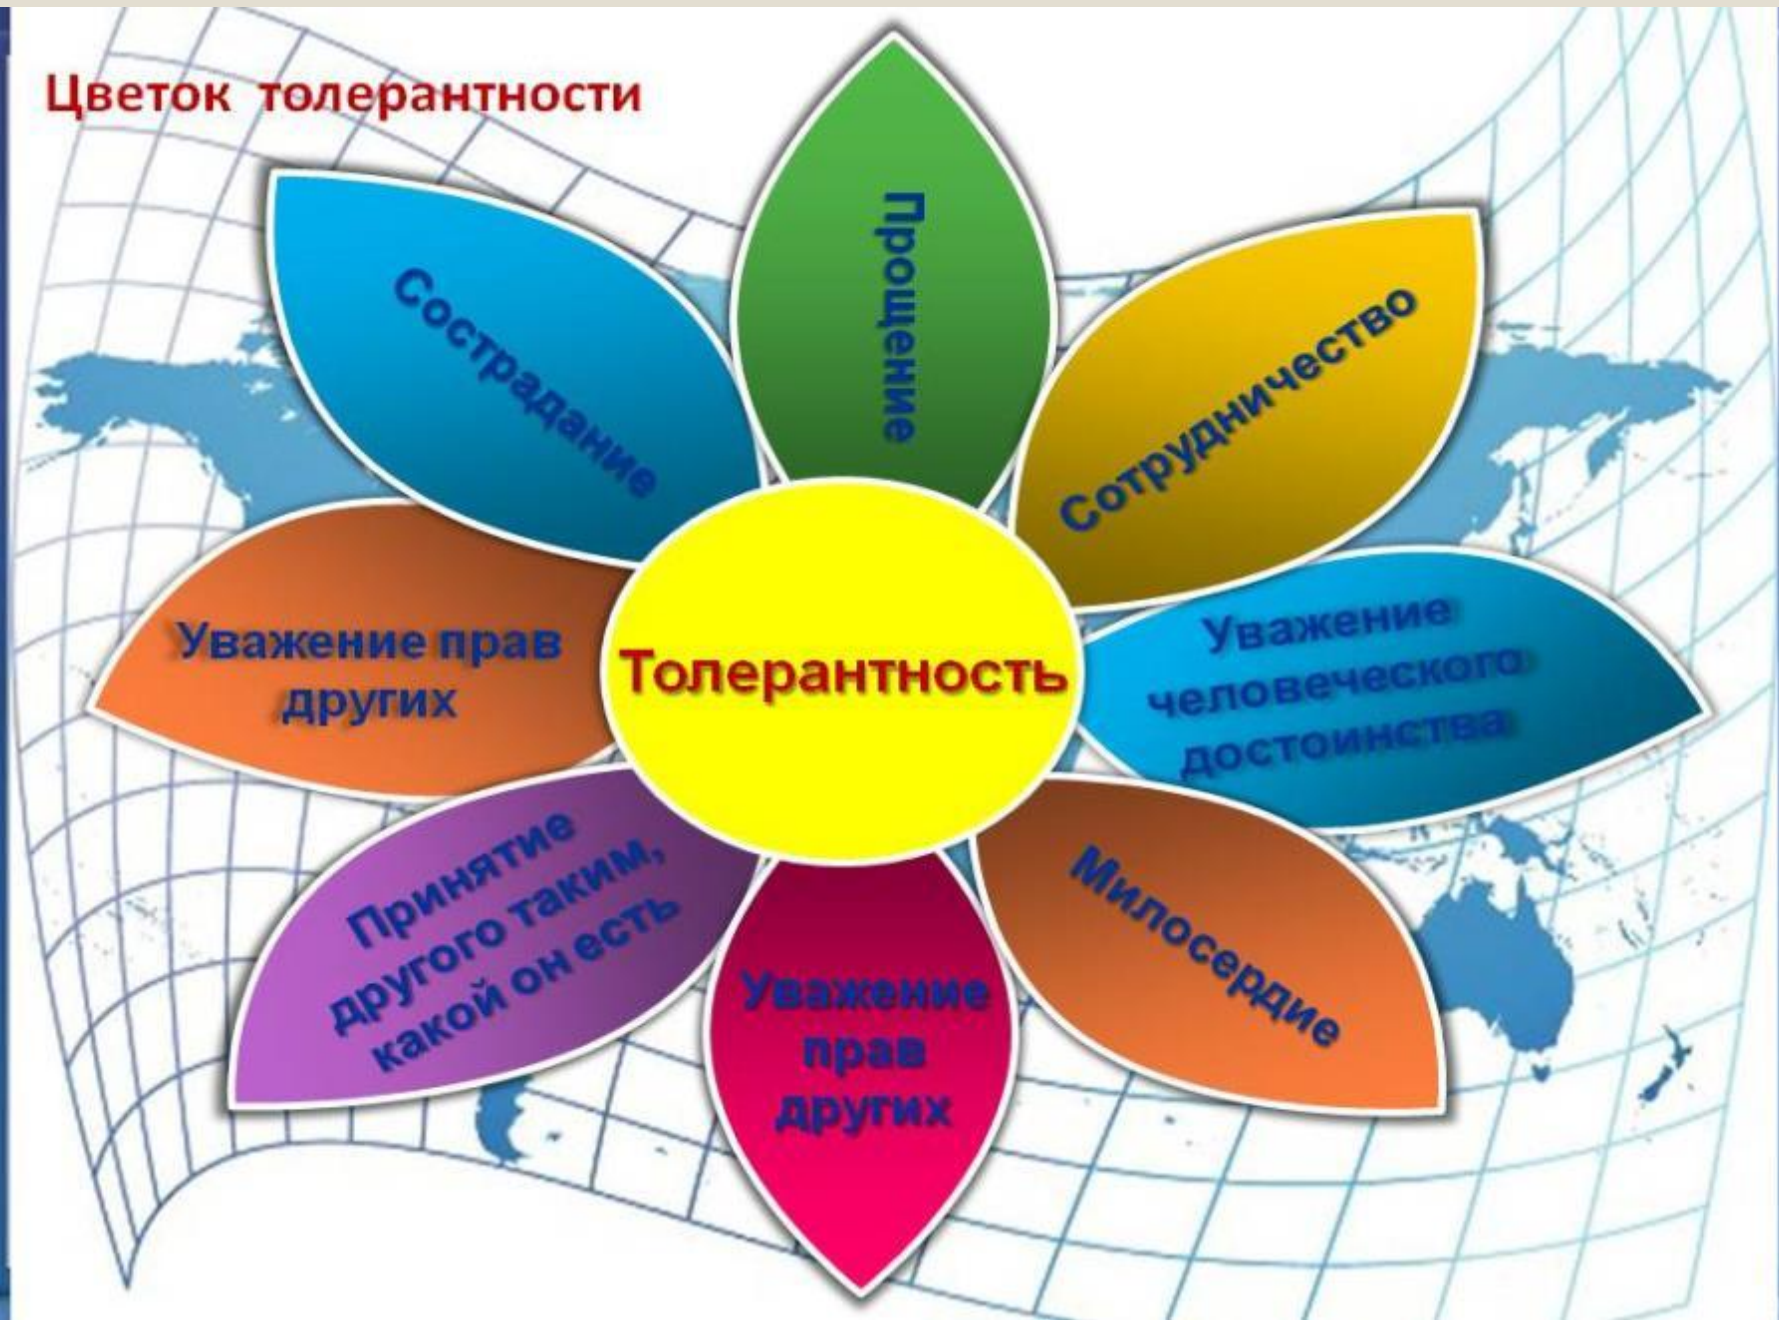 Цветок толерантности
Прощение
Сострадание
Сотрудничество
Уважение прав
других
Толерантность
Уважение
человеческого
достоинства
Принятие
другого таким,
какой он есть
Милосердие
Уважение
прав
других